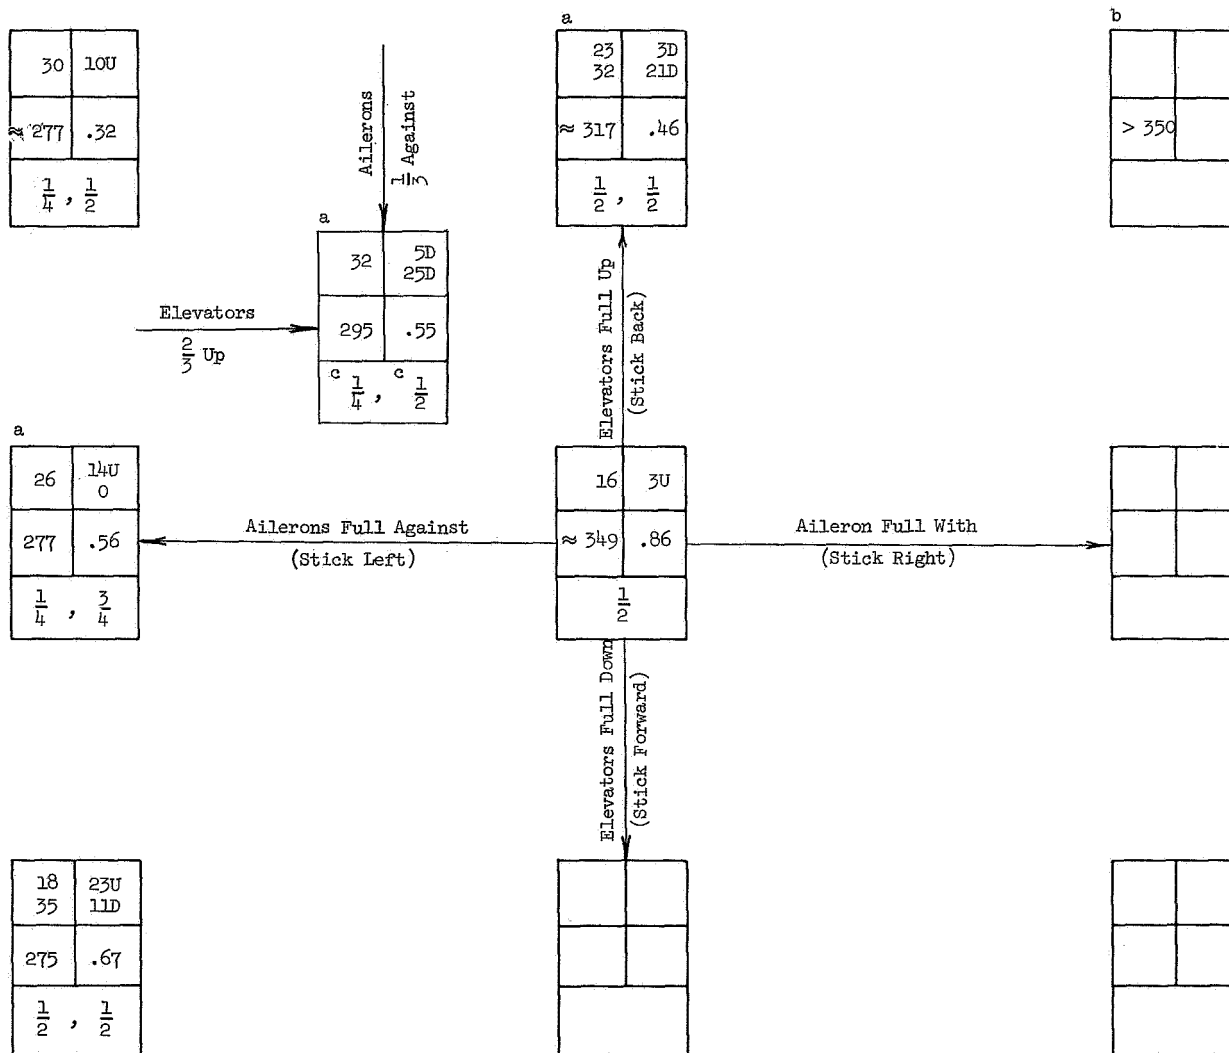 a
b
30 10U
≈ 277 .32
1/4 , 1/2
Ailerons
1/3 Against
23 3D
32 21D
≈ 317 .46
1/2 , 1/2
> 350
a
32 5D
25D
295 .55
c 1/4 , c 1/2
Elevators
2/3 Up
Elevators Full Up
(Stick Back)
a
26 14U
0
277 .56
1/4 , 3/4
Ailerons Full Against
(Stick Left)
16 3U
≈ 349 .86
1/2
Aileron Full With
(Stick Right)
Elevators Full Down
(Stick Forward)
18 23U
35 11D
275 .67
1/2 , 1/2